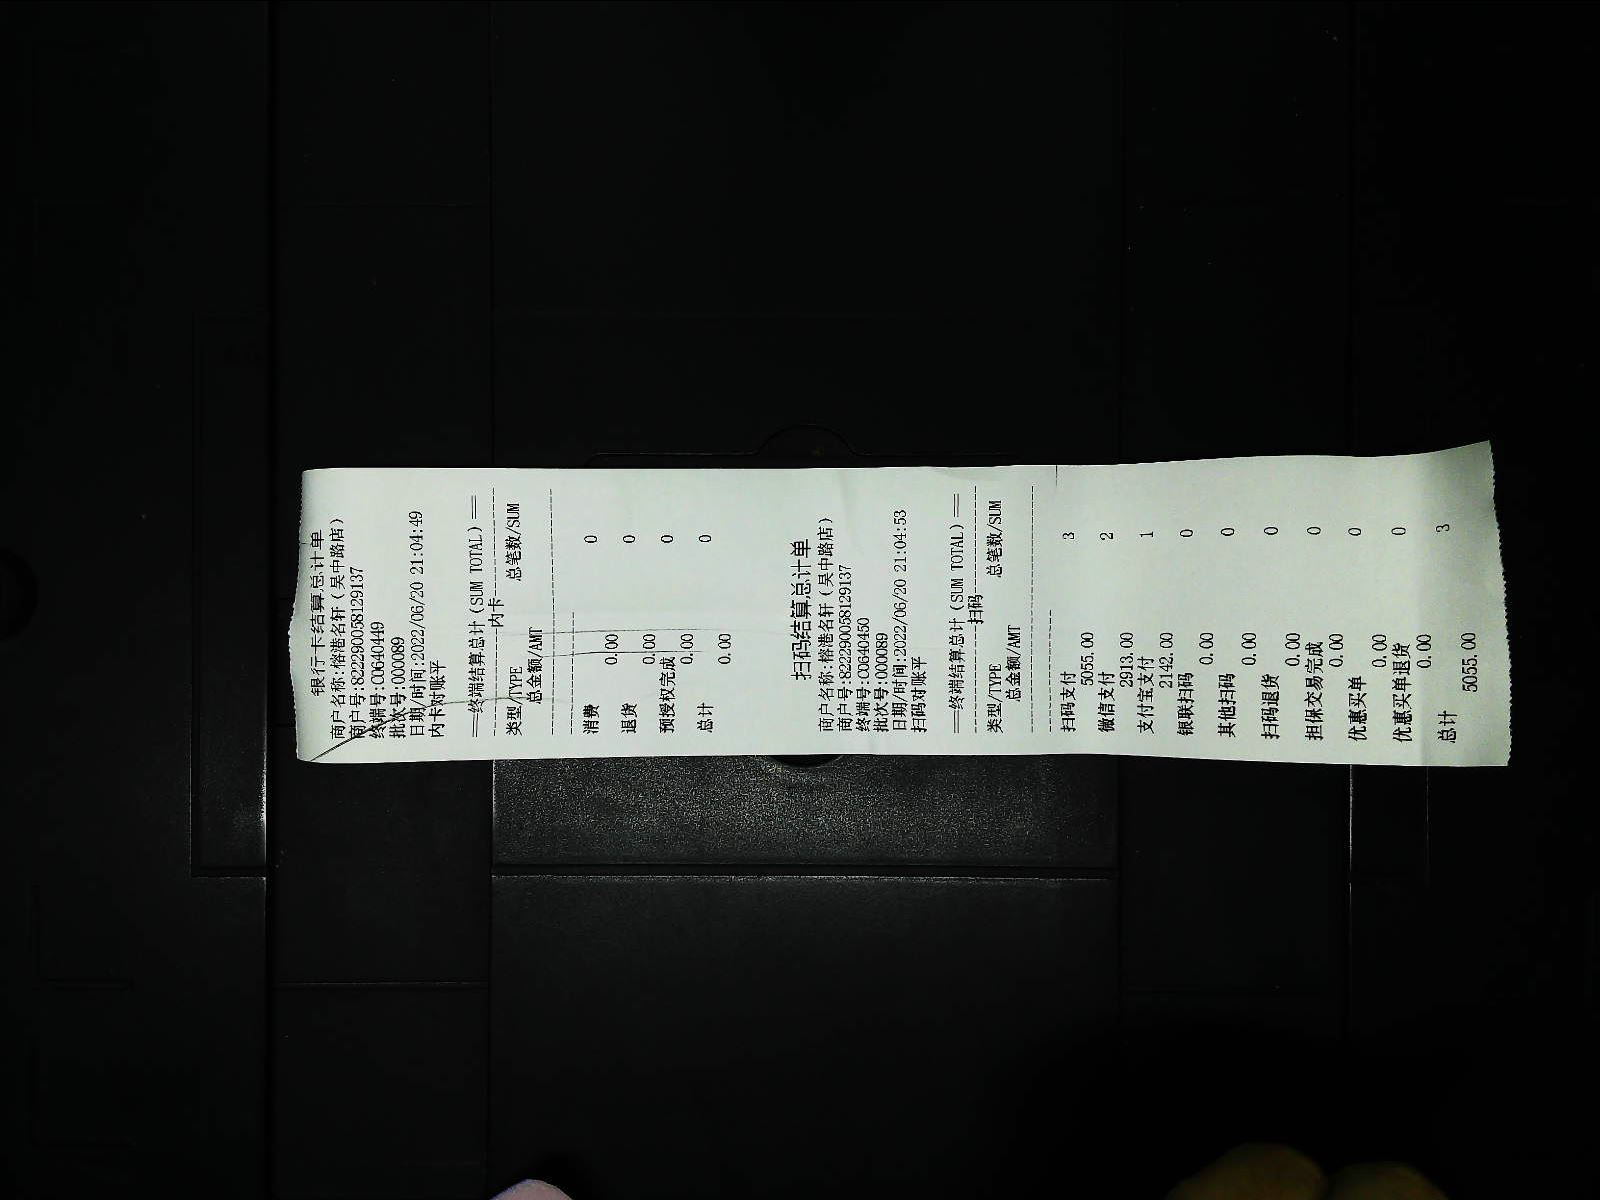 银行卡结算总计单
商户名称:榕港名轩（吴中路店）
商户号:822290058129137
终端号:00640449
批次号:000089
日期/时间:2022/06/20 21:04:49
内卡对账平
==终端结算总计（SUM TOTAL）==
----------内卡----------
类型/TYPE 总笔数/SUM
总金额/AMT
消费 0
0.00
退货 0
0.00
预授权完成 0
0.00
总计 0
0.00
扫码结算总计单
商户名称:榕港名轩（吴中路店）
商户号:822290058129137
终端号:00640450
批次号:000089
日期/时间:2022/06/20 21:04:53
扫码对账平
==终端结算总计（SUM TOTAL）==
----------扫码----------
类型/TYPE 总笔数/SUM
总金额/AMT
扫码支付 3
5055.00
微信支付 2
2913.00
支付宝支付 1
2142.00
银联扫码 0
0.00
其他扫码 0
0.00
扫码退货 0
0.00
担保交易完成 0
0.00
优惠买单 0
0.00
优惠买单退货 0
0.00
总计 3
5055.00